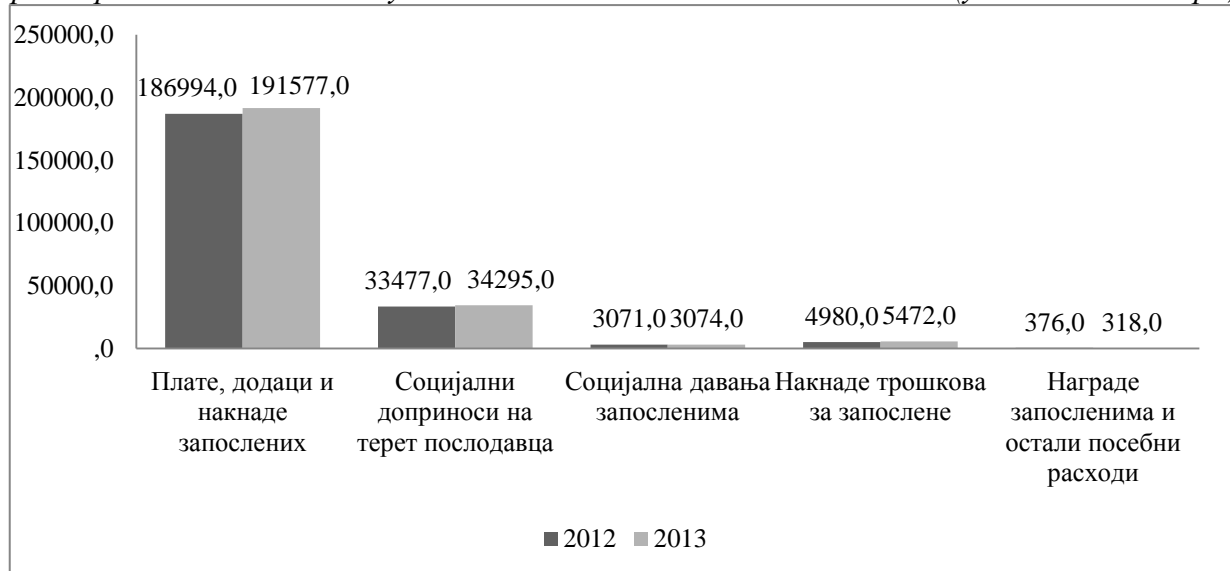 250000,0
200000,0
150000,0
100000,0
50000,0
,0
186994,0 191577,0
33477,0 34295,0
3071,0 3074,0
4980,0 5472,0
376,0 318,0
Плате, додаци и
накнаде
запослених
Социјални
доприноси на
терет послодавца
Социјална давања
запосленима
Накнаде трошкова
за запослене
Награде
запосленима и
остали посебни
расходи
2012 2013